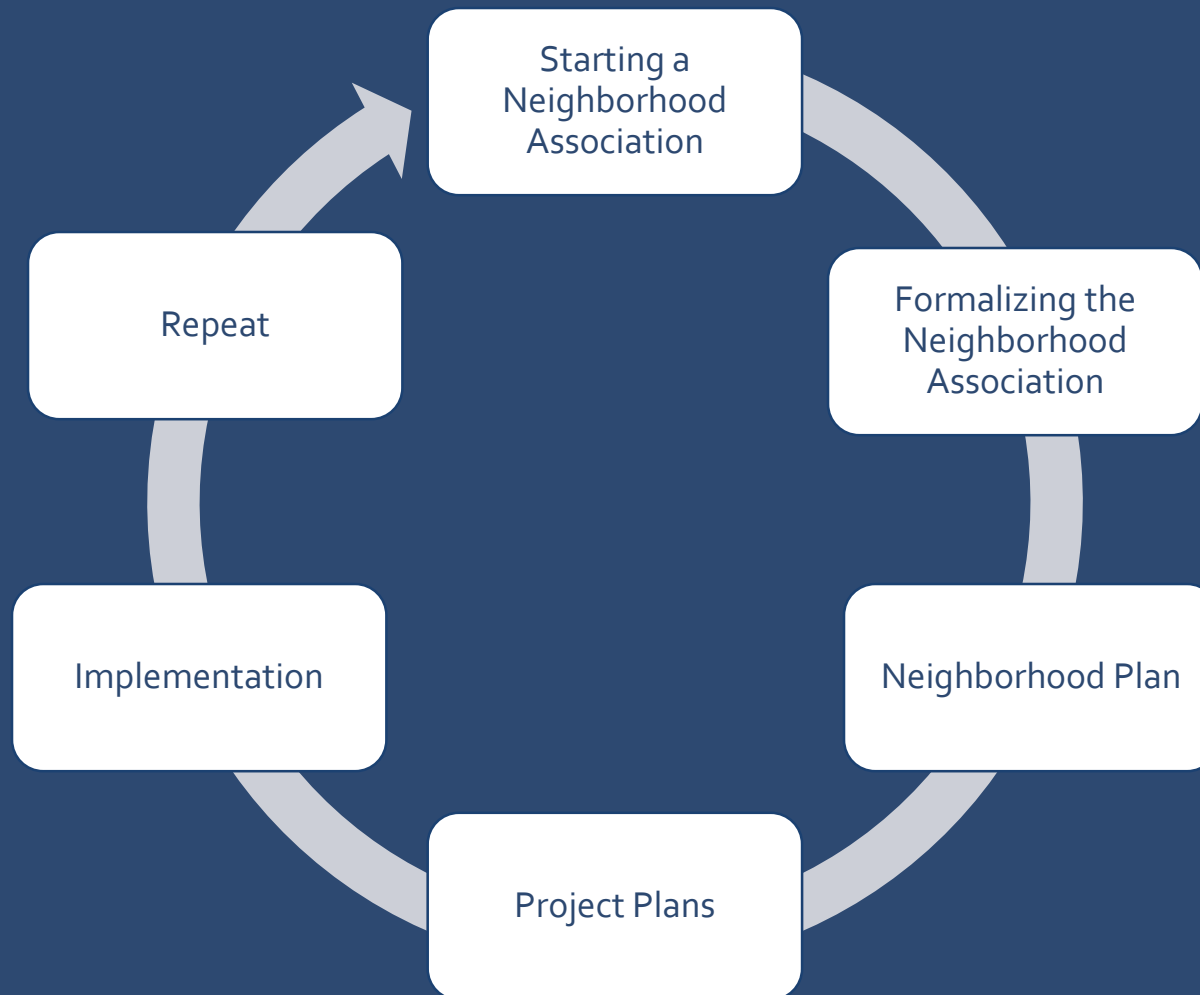 Starting a
Neighborhood
Association
Formalizing the
Neighborhood
Association
Neighborhood Plan
Project Plans
Implementation
Repeat